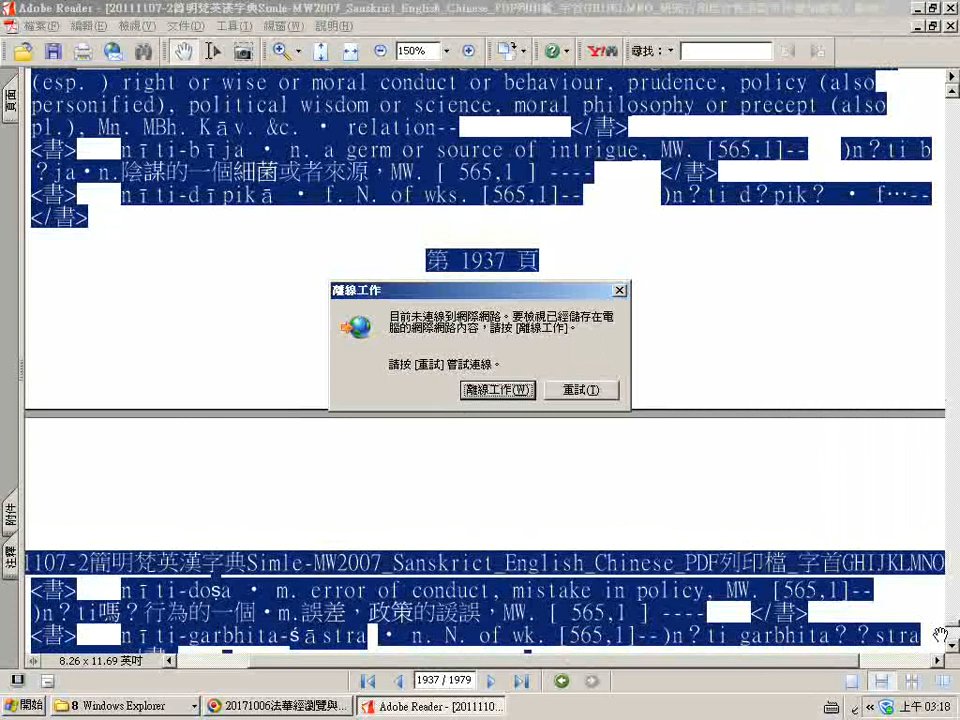 Adobe Reader - [20111107-2簡明梵英漢字典Simle-MW2007_Sanskrict_English_Chinese_PDF列印檔_字首GHIJKLMNO_
檔案(F) 編輯(E) 檢視(V) 文件(D) 工具(T) 視窗(W) 說明(H)
150% 尋找：
頁面
(esp. ) right or wise or moral conduct or behaviour, prudence, policy (also
personified), political wisdom or science, moral philosophy or precept (also
pl.), Mn. MBh. Kāv. &c. • relation-- </書>
<書> nīti-bīja • n. a germ or source of intrigue, MW. [565,1]-- )n?ti b
?ja•n.陰謀的一個細菌或者來源，MW. [ 565,1 ] ---- </書>
<書> nīti-dīpikā • f. N. of wks. [565,1]-- )n?ti d?pik? • f…--
</書>
第 1937 頁
離線工作
目前未連線到網際網路。要檢視已經儲存在電
腦的網際網路內容，請按 [離線工作]。
請按 [重試] 嘗試連線。
離線工作(W) 重試(T)
附件
註釋
1107-2簡明梵英漢字典Simle-MW2007_Sanskrict_English_Chinese_PDF列印檔_字首GHIJKLMNO
<書> nīti-doṣa • m. error of conduct, mistake in policy, MW. [565,1]--
)n?ti嗎?行為的一個•m.誤差，政策的謾誤，MW. [ 565,1 ] ---- </書>
<書> nīti-garbhita-śāstra • n. N. of wk. [565,1]--)n?ti garbhita??stra
8.26 x 11.69 英吋
1937 / 1979
開始 8 Windows Explorer 20171006法華經瀏覽與... Adobe Reader - [2011110... 上午 03:18